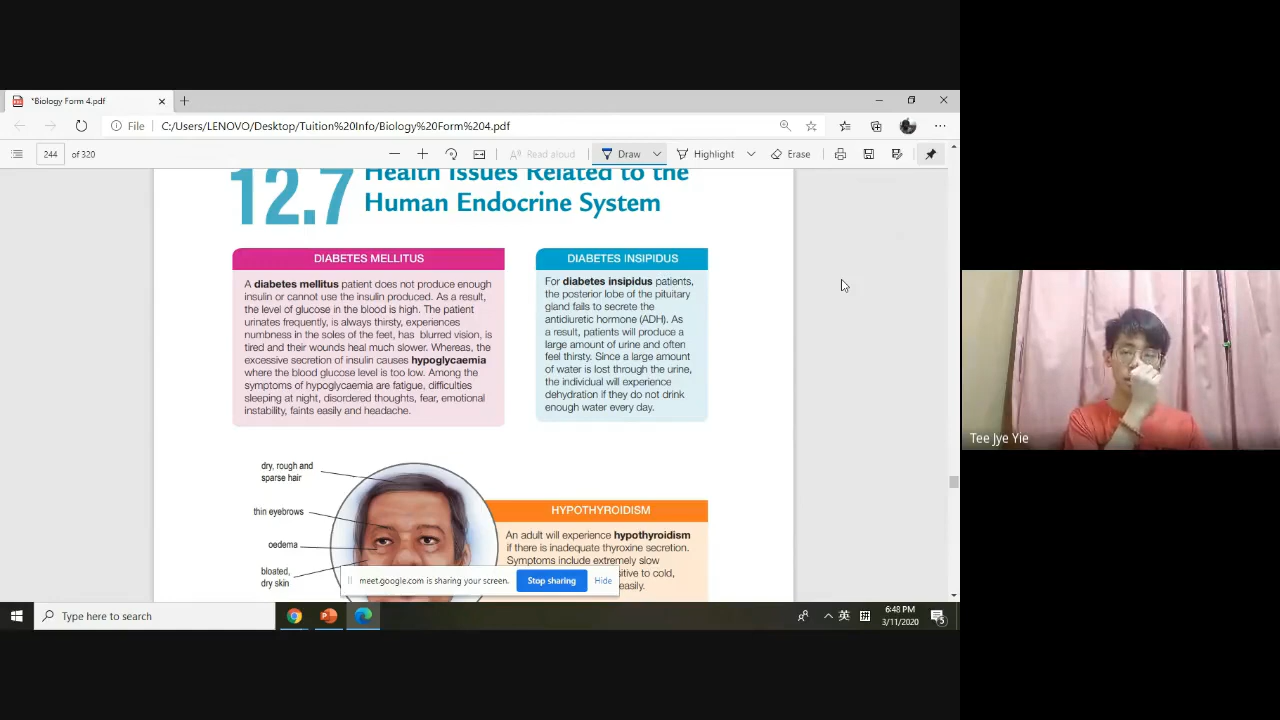 *Biology Form 4.pdf
File C:/Users/LENOVO/Desktop/Tuition%20Info/Biology%20Form%204.pdf
244 of 320
Read aloud
Draw
Highlight
Erase
12.7
Health Issues Related to the
Human Endocrine System
DIABETES MELLITUS
A diabetes mellitus patient does not produce enough
insulin or cannot use the insulin produced. As a result,
the level of glucose in the blood is high. The patient
urinates frequently, is always thirsty, experiences
numbness in the soles of the feet, has blurred vision, is
tired and their wounds heal much slower. Whereas, the
excessive secretion of insulin causes hypoglycaemia
where the blood glucose level is too low. Among the
symptoms of hypoglycaemia are fatigue, difficulties
sleeping at night, disordered thoughts, fear, emotional
instability, faints easily and headache.
DIABETES INSIPIDUS
For diabetes insipidus patients,
the posterior lobe of the pituitary
gland fails to secrete the
antidiuretic hormone (ADH). As
a result, patients will produce a
large amount of urine and often
feel thirsty. Since a large amount
of water is lost through the urine,
the individual will experience
dehydration if they do not drink
enough water every day.
dry, rough and
sparse hair
thin eyebrows
oedema
bloated,
dry skin
HYPOTHYROIDISM
An adult will experience hypothyroidism
if there is inadequate thyroxine secretion.
Symptoms include extremely slow
sitive to cold,
easily.
meet.google.com is sharing your screen.
Stop sharing
Hide
Tee Jye Yie
Type here to search
英
6:48 PM
3/11/2020
5